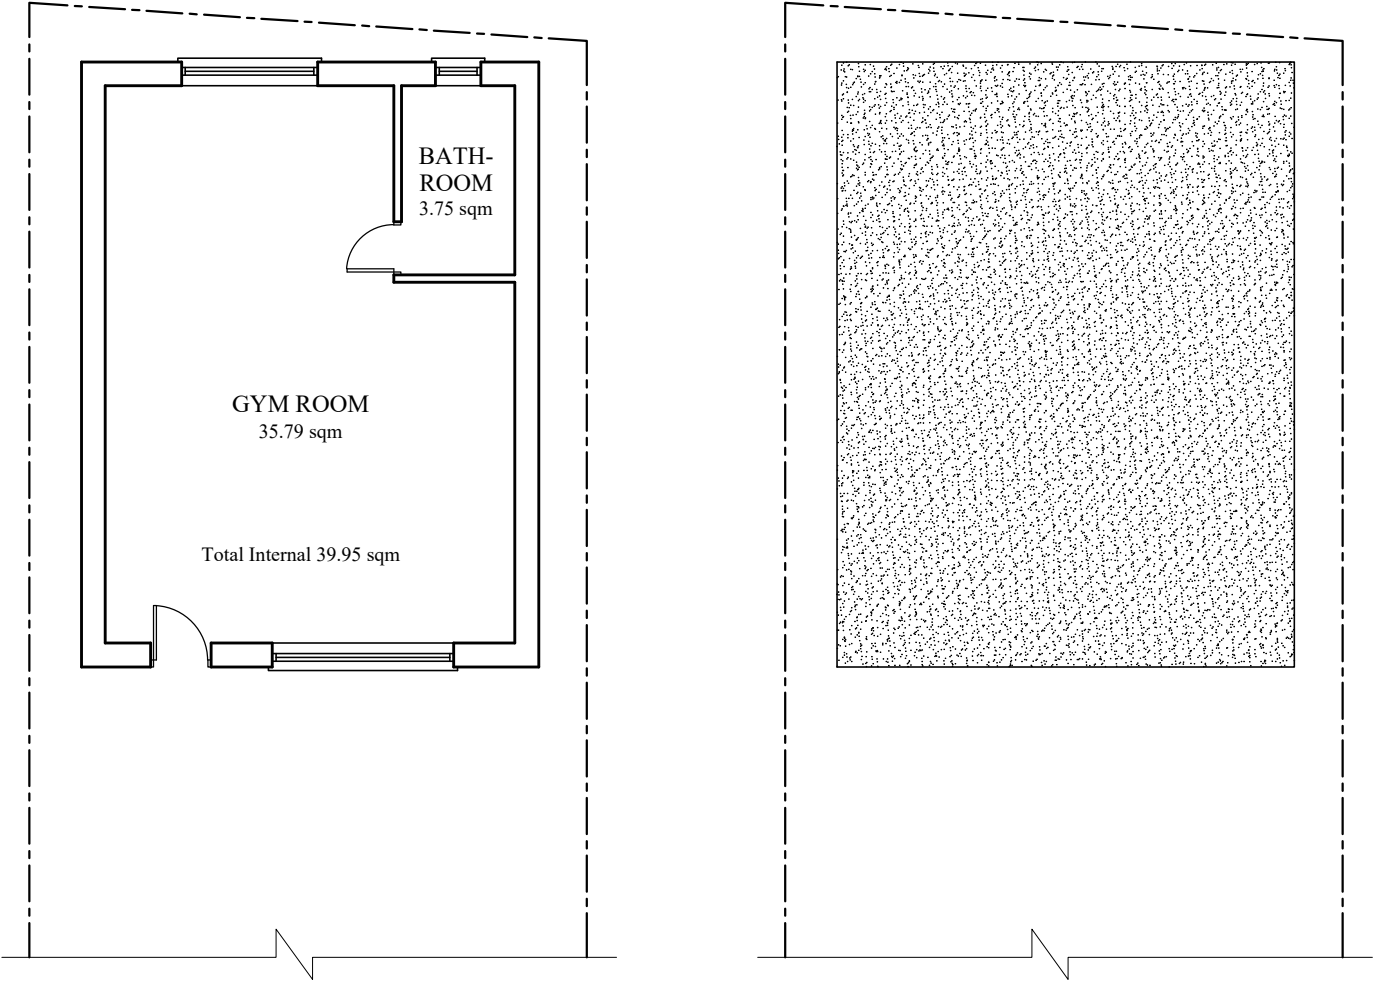 BATH-
ROOM
3.75 sqm
GYM ROOM
35.79 sqm
Total Internal 39.95 sqm